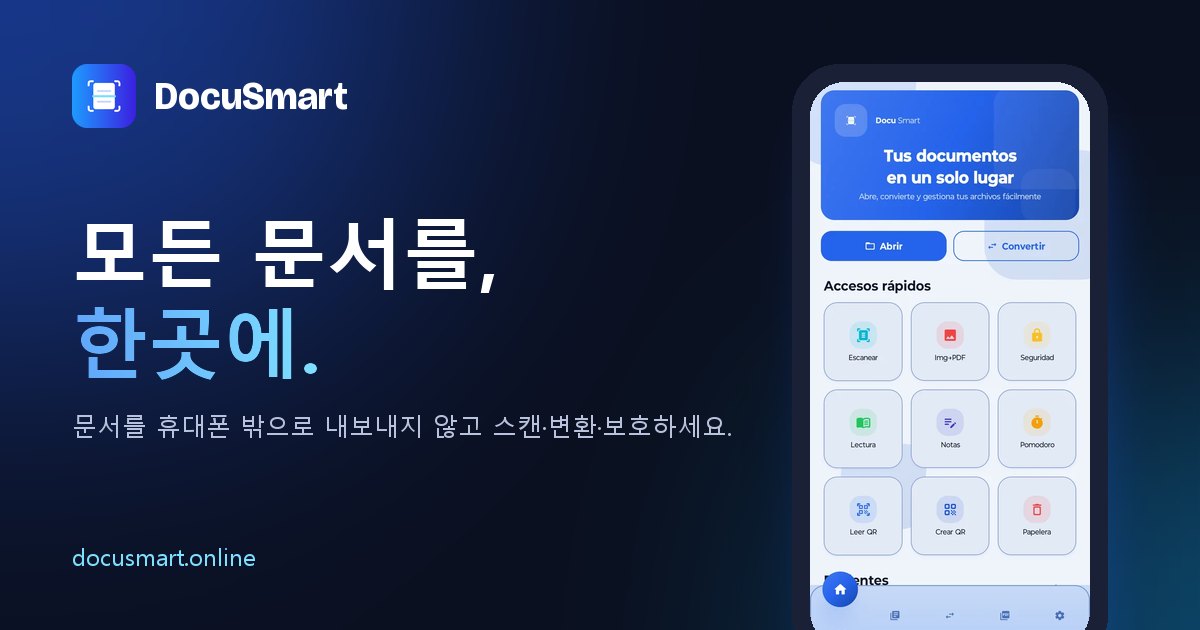 DocuSmart
모든 문서를,
한곳에.
문서를 휴대폰 밖으로 내보내지 않고 스캔·변환·보호하세요.
docusmart.online
Docu Smart
Tus documentos
en un solo lugar
Abre, convierte y gestiona tus archivos fácilmente
Abrir
Convertir
Accesos rápidos
Escanear
Img→PDF
Seguridad
Lectura
Notas
Pomodoro
Leer QR
Crear QR
Papelera